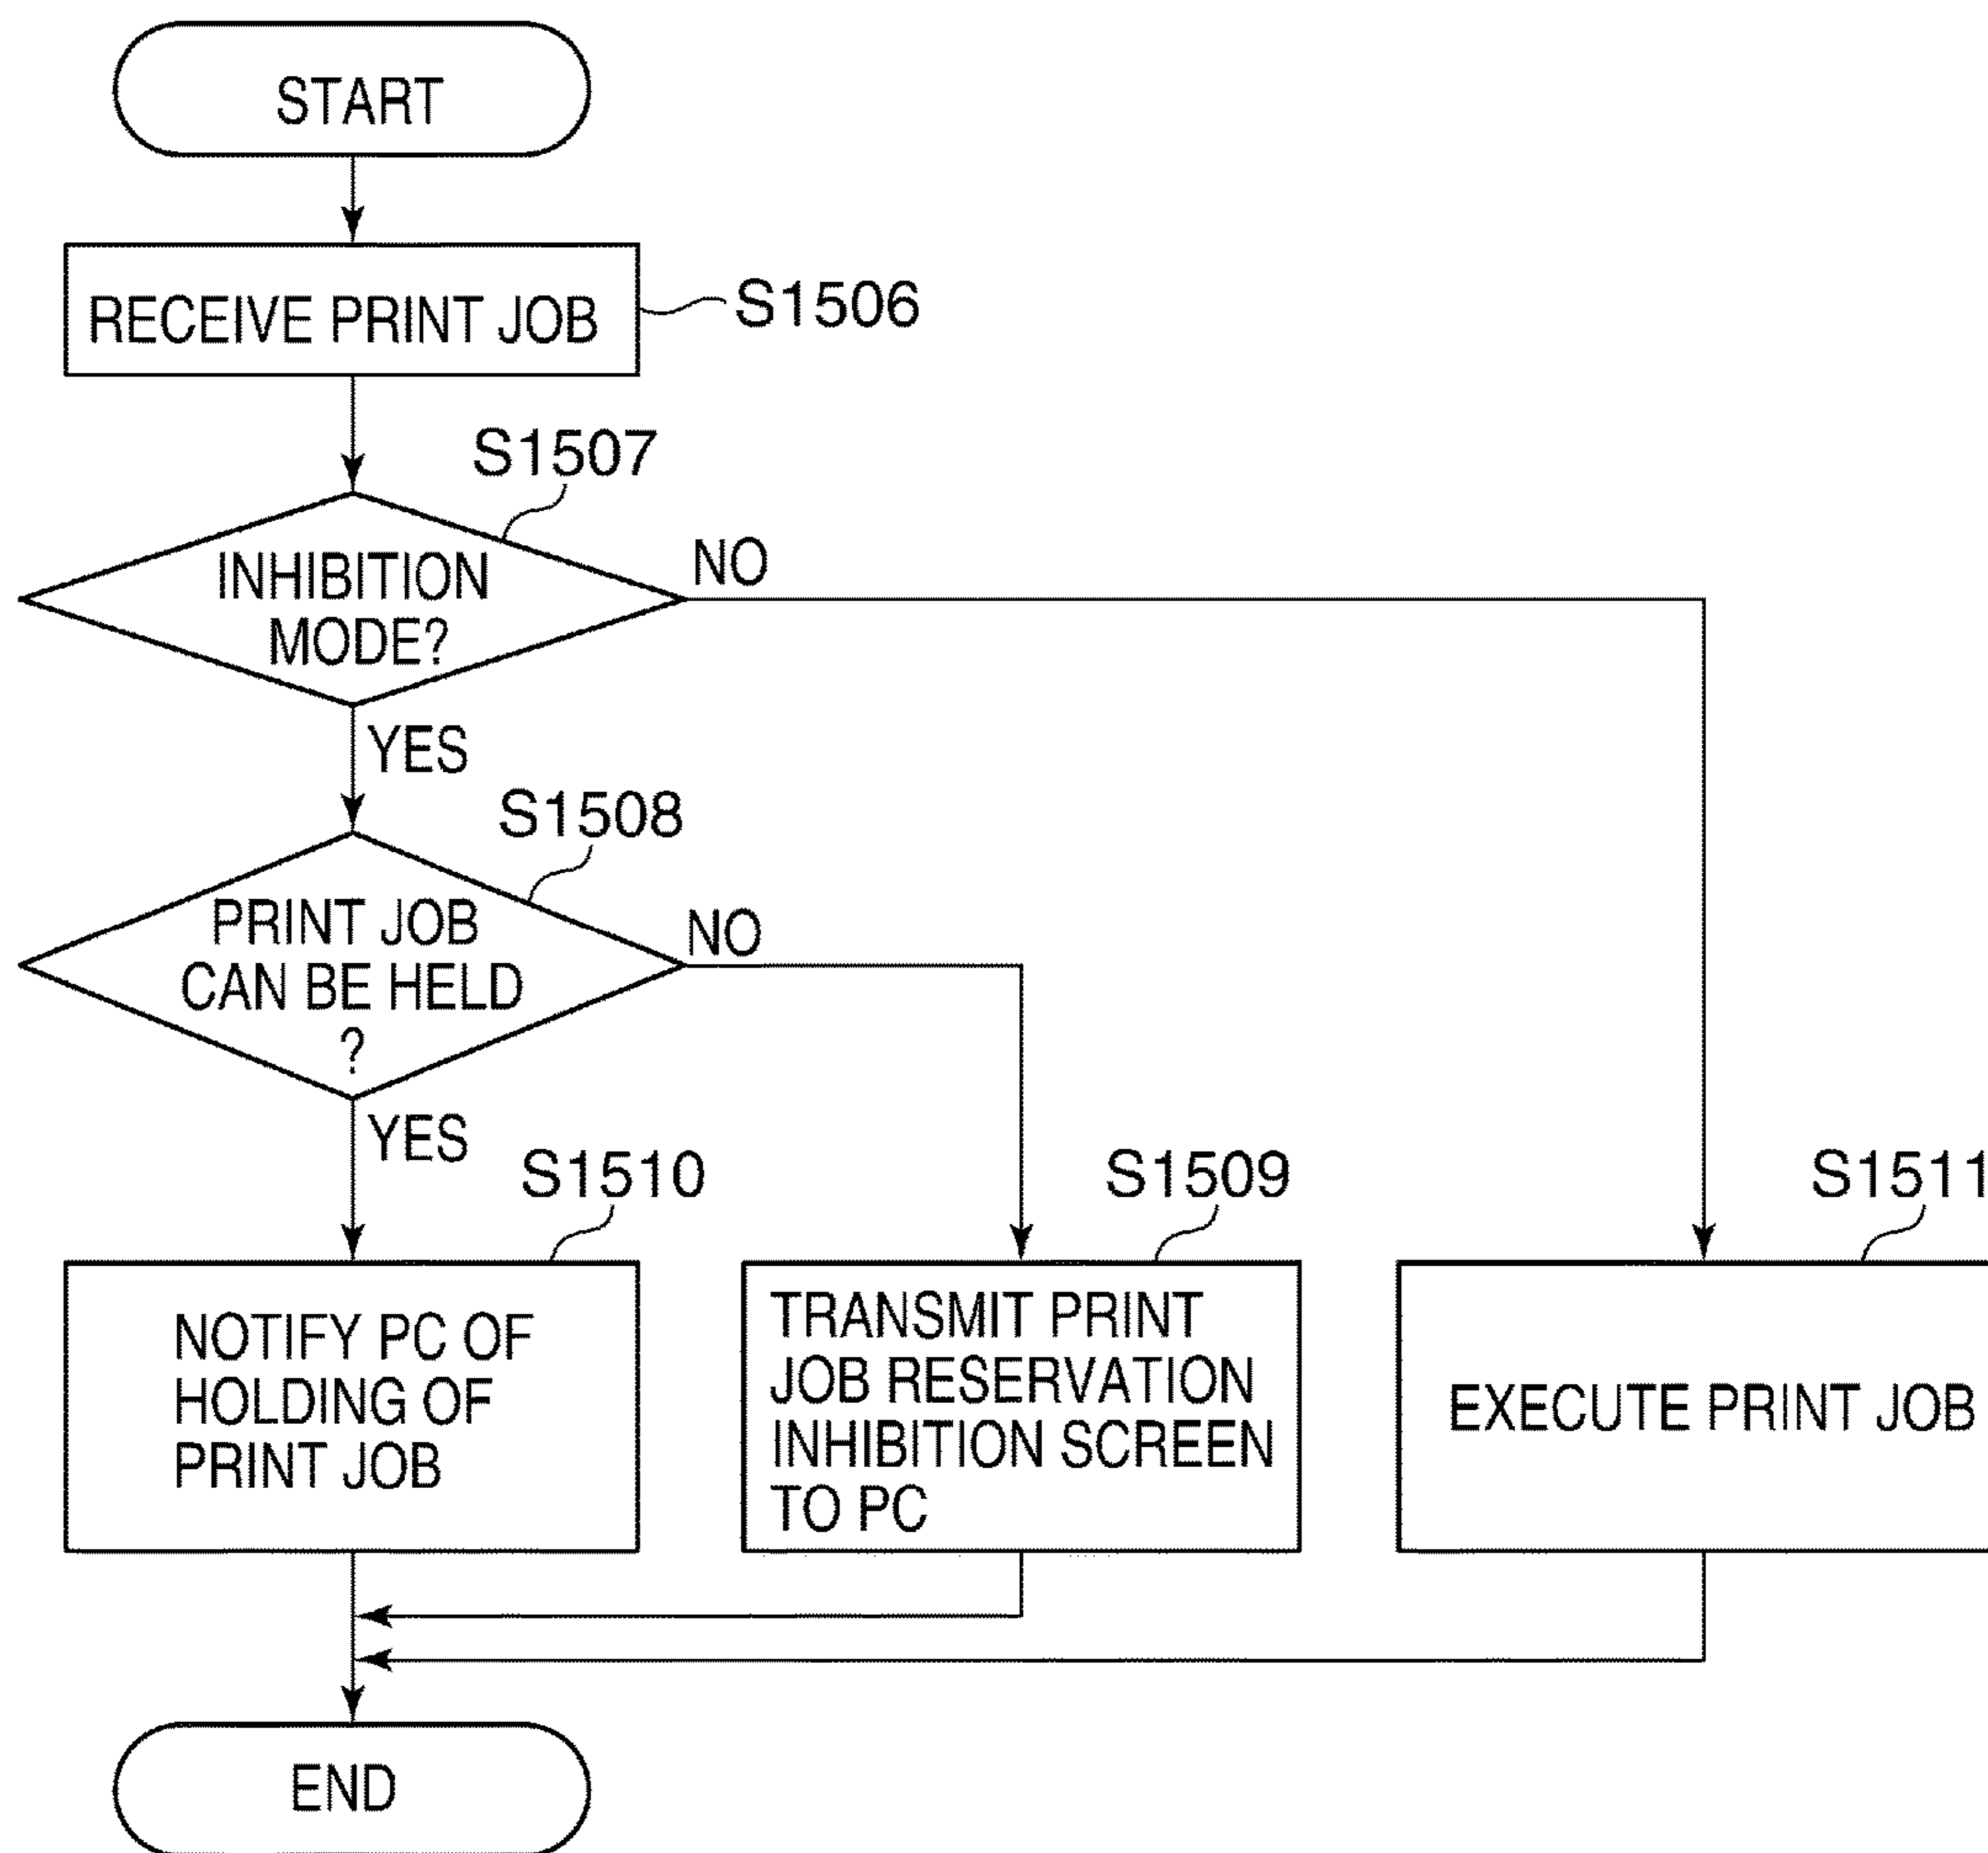 START
RECEIVE PRINT JOB
S1506
S1507
INHIBITION
MODE?
NO
YES
S1508
PRINT JOB
CAN BE HELD
?
NO
YES
S1510
NOTIFY PC OF
HOLDING OF
PRINT JOB
S1509
TRANSMIT PRINT
JOB RESERVATION
INHIBITION SCREEN
TO PC
S1511
EXECUTE PRINT JOB
END